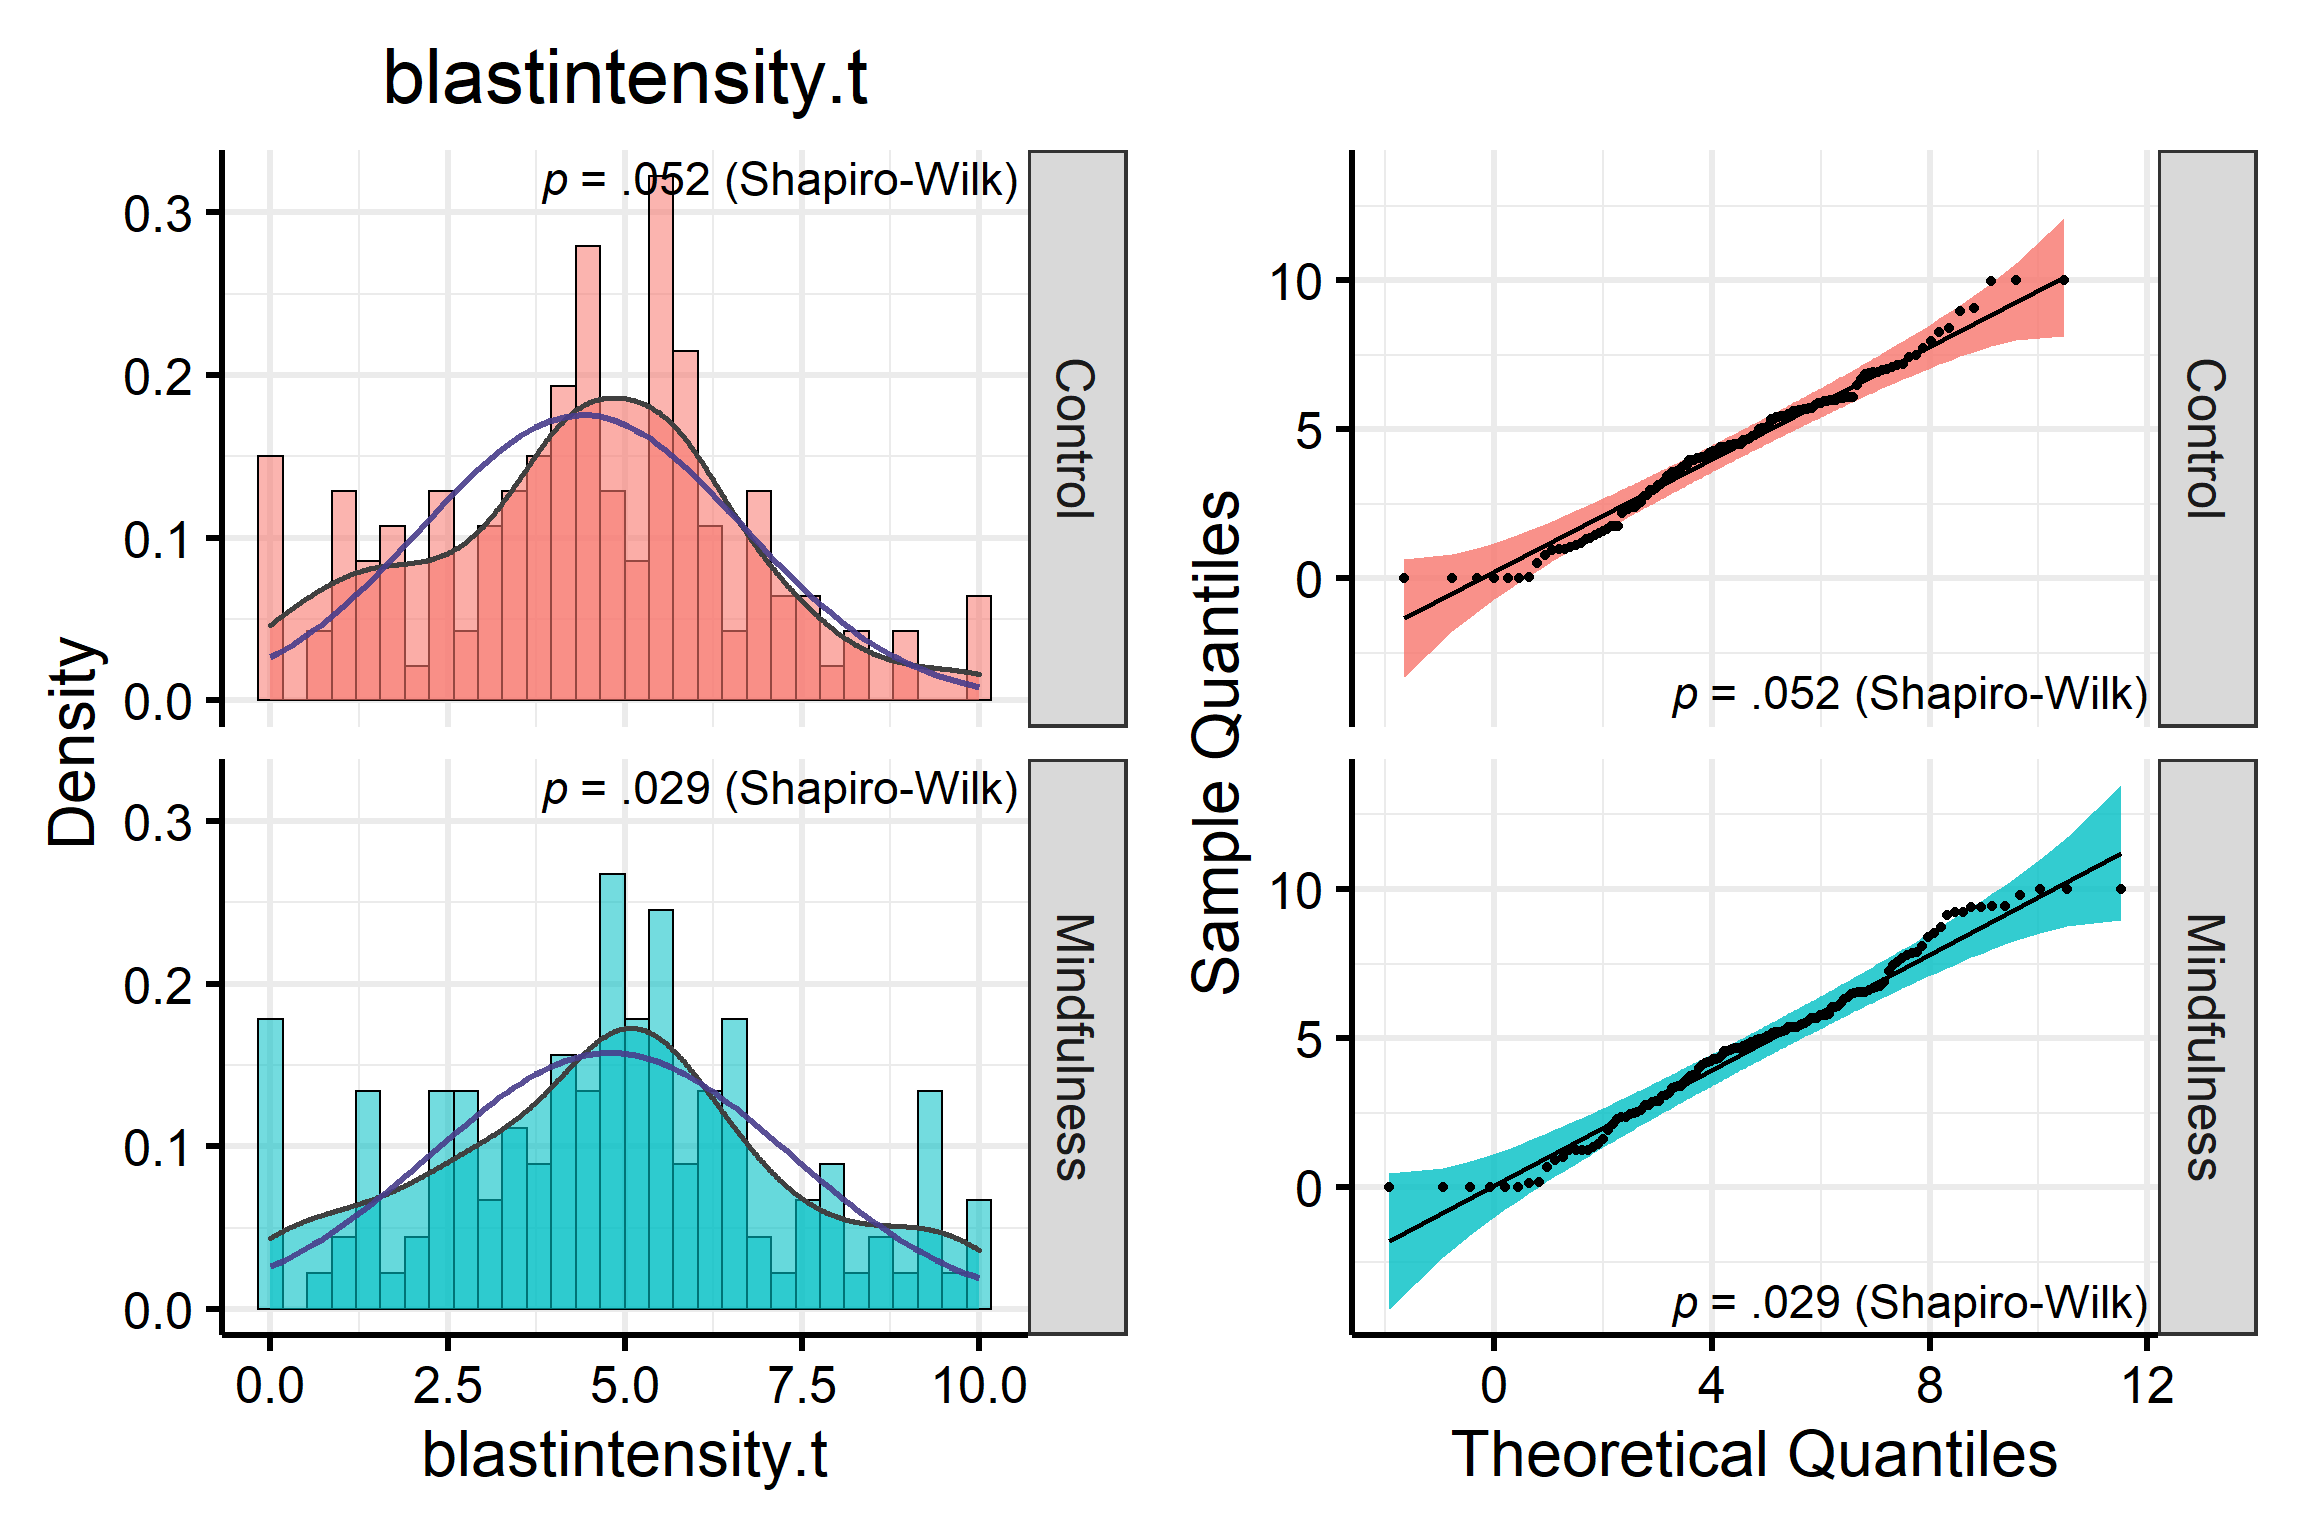 blastintensity.t
Density
0.3
0.2
0.1
0.0
p = .052 (Shapiro-Wilk)
Control
0.3
0.2
0.1
0.0
p = .029 (Shapiro-Wilk)
Mindfulness
0.0 2.5 5.0 7.5 10.0
blastintensity.t
Sample Quantiles
10
5
0
p = .052 (Shapiro-Wilk)
Control
10
5
0
p = .029 (Shapiro-Wilk)
Mindfulness
0 4 8 12
Theoretical Quantiles